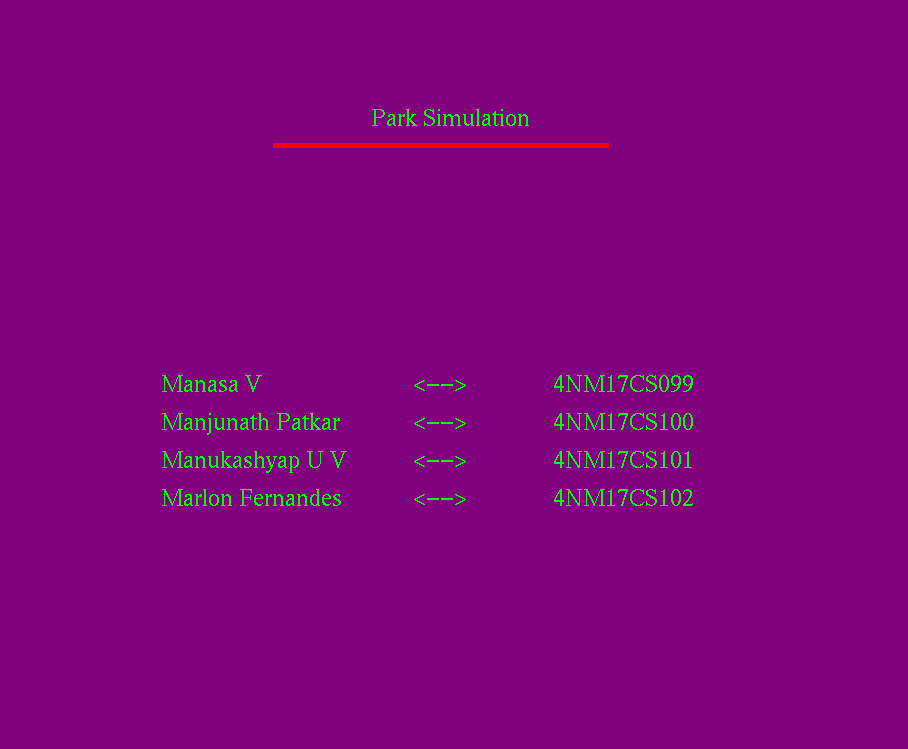 Park Simulation
Manasa V <--> 4NM17CS099
Manjunath Patkar <--> 4NM17CS100
Manukashyap U V <--> 4NM17CS101
Marlon Fernandes <--> 4NM17CS102